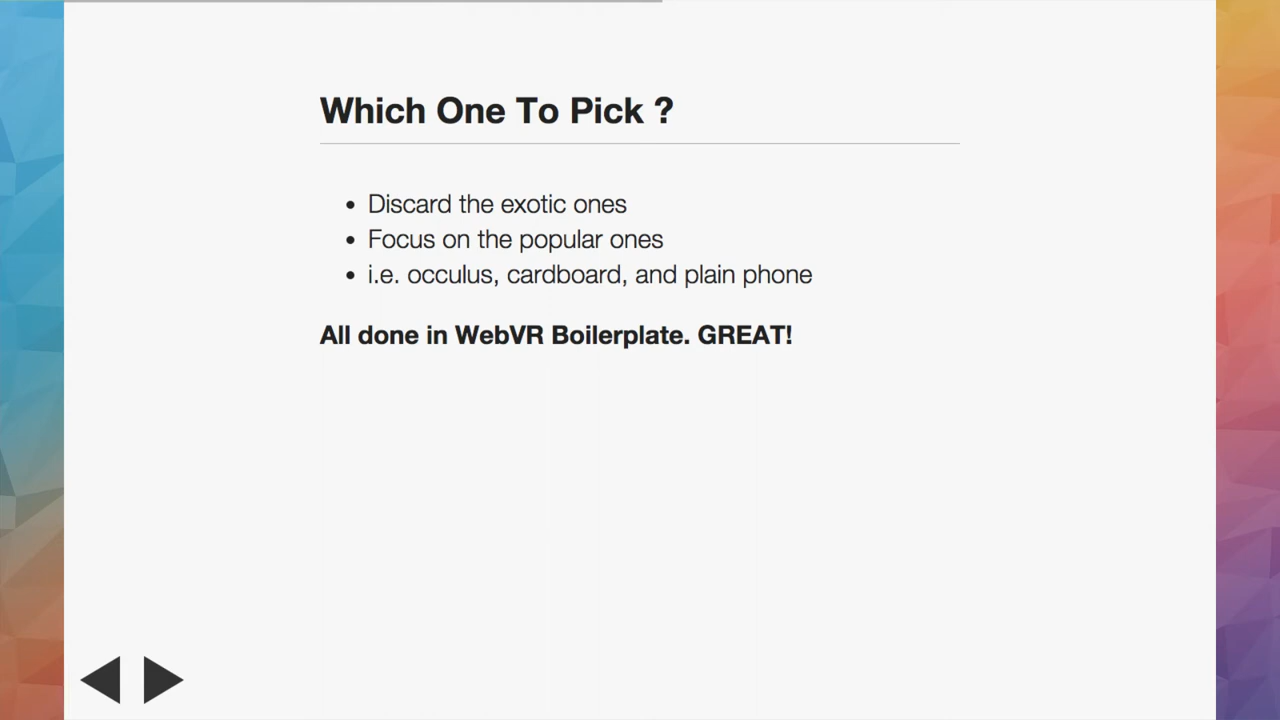 Which One To Pick ?
• Discard the exotic ones
• Focus on the popular ones
• i.e. occulus, cardboard, and plain phone
All done in WebVR Boilerplate. GREAT!